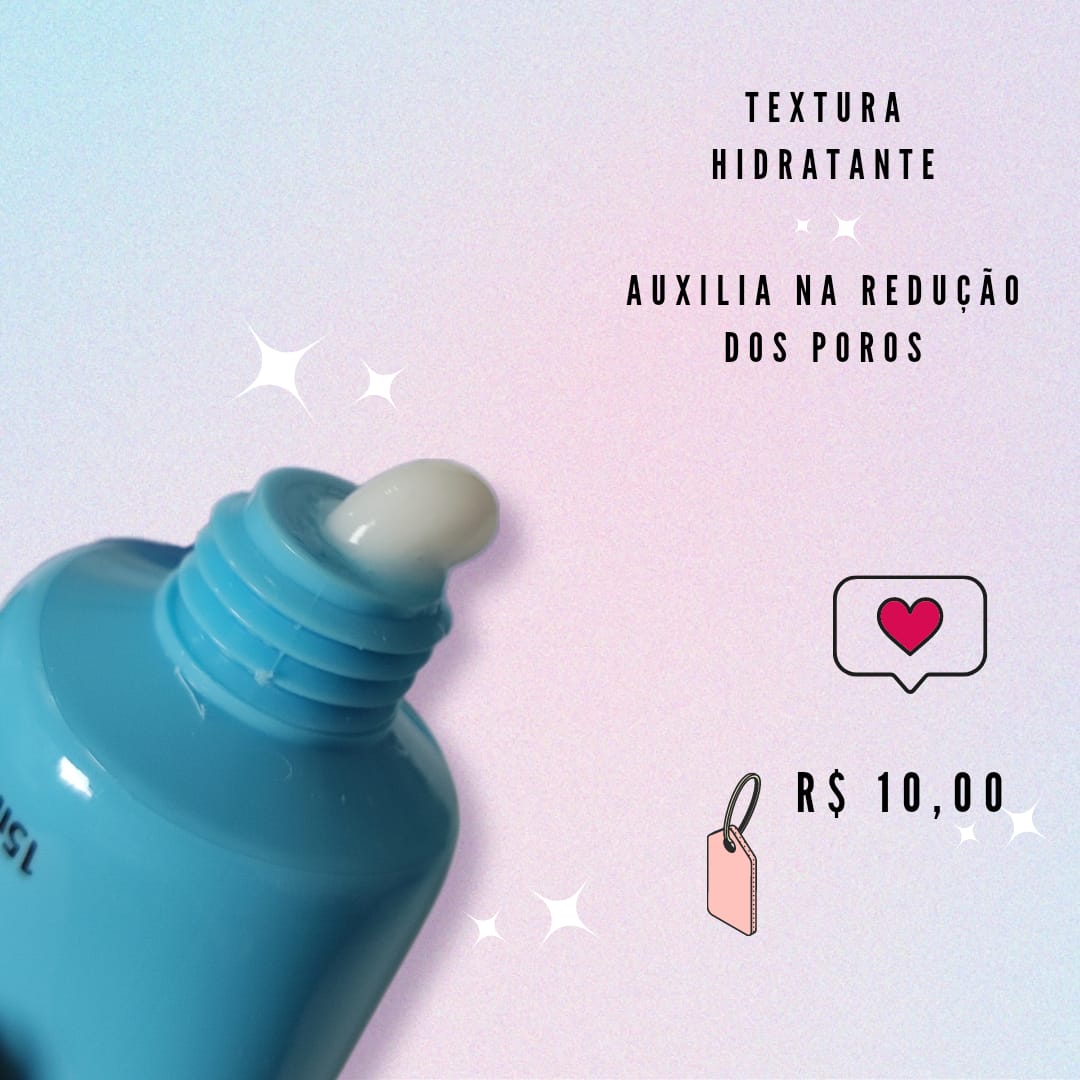 TEXTURA
HIDRATANTE
AUXILIA NA REDUÇÃO
DOS POROS
R$ 10,00